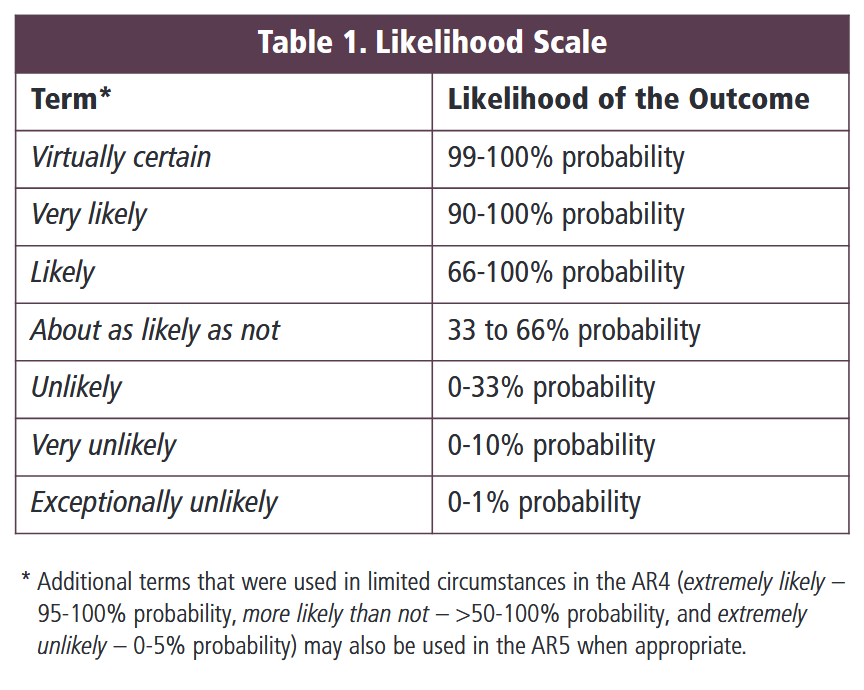 Table 1. Likelihood Scale
Term* Likelihood of the Outcome
Virtually certain 99-100% probability
Very likely 90-100% probability
Likely 66-100% probability
About as likely as not 33 to 66% probability
Unlikely 0-33% probability
Very unlikely 0-10% probability
Exceptionally unlikely 0-1% probability
* Additional terms that were used in limited circumstances in the AR4 (extremely likely –
95-100% probability, more likely than not – >50-100% probability, and extremely
unlikely – 0-5% probability) may also be used in the AR5 when appropriate.